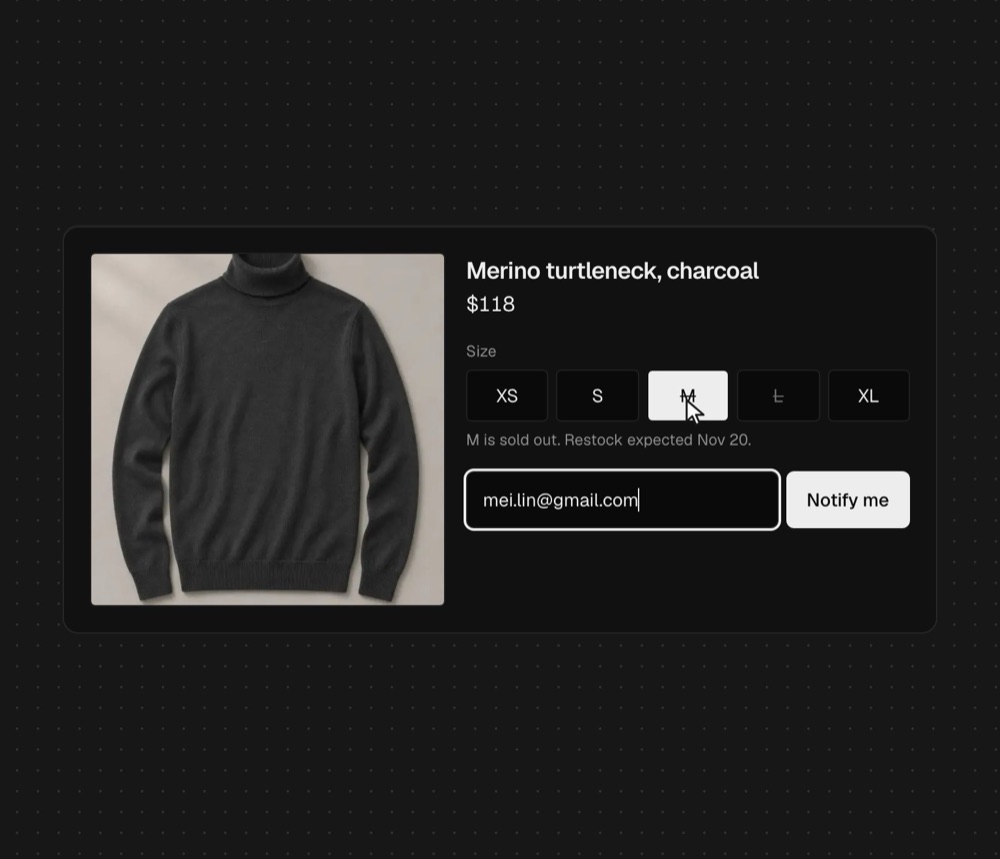 Merino turtleneck, charcoal
$118
Size
XS S M L XL
M is sold out. Restock expected Nov 20.
mei.lin@gmail.com Notify me